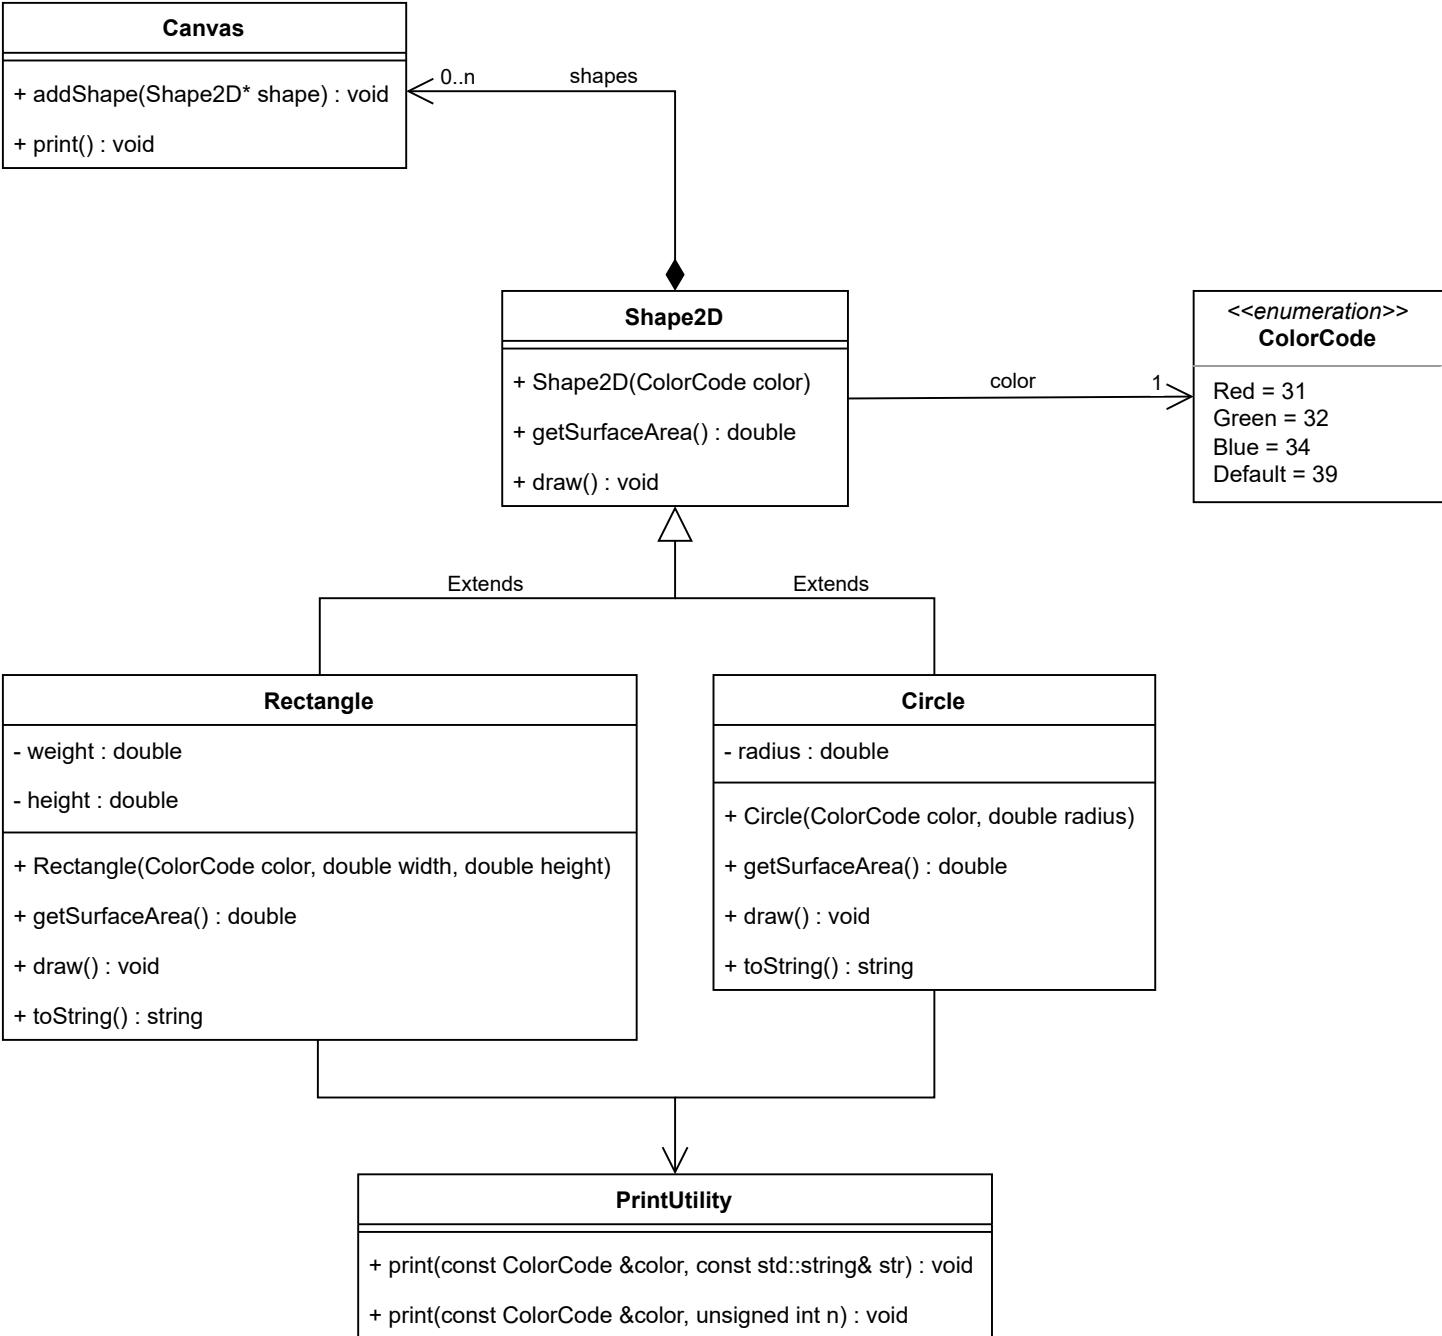 Canvas
+ addShape(Shape2D* shape) : void
+ print() : void
0..n
shapes
Shape2D
+ Shape2D(ColorCode color)
+ getSurfaceArea() : double
+ draw() : void
color
1
<<enumeration>>
ColorCode
Red = 31
Green = 32
Blue = 34
Default = 39
Extends
Extends
Rectangle
- weight : double
- height : double
+ Rectangle(ColorCode color, double width, double height)
+ getSurfaceArea() : double
+ draw() : void
+ toString() : string
Circle
- radius : double
+ Circle(ColorCode color, double radius)
+ getSurfaceArea() : double
+ draw() : void
+ toString() : string
PrintUtility
+ print(const ColorCode &color, const std::string& str) : void
+ print(const ColorCode &color, unsigned int n) : void